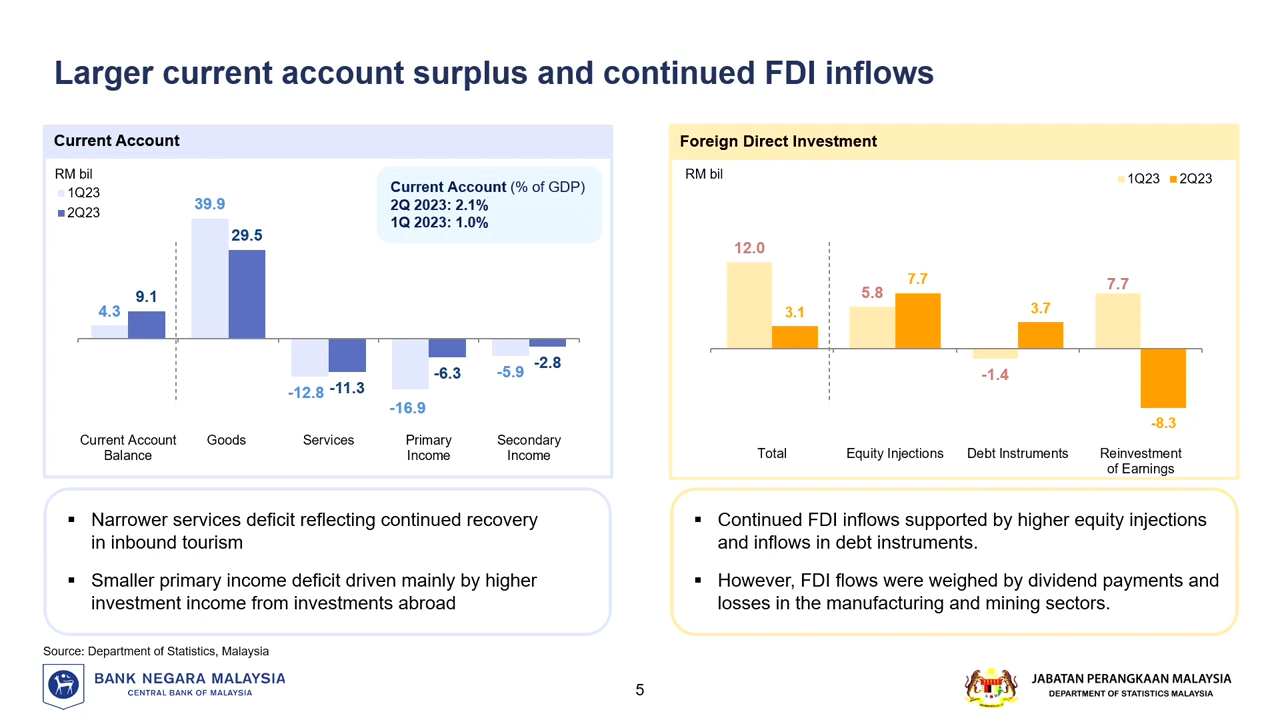 Larger current account surplus and continued FDI inflows
Current Account
RM bil
1Q23
2Q23
Current Account (% of GDP)
2Q 2023: 2.1%
1Q 2023: 1.0%
4.3
9.1
39.9
29.5
-12.8
-11.3
-16.9
-6.3
-5.9
-2.8
Current Account
Balance
Goods
Services
Primary
Income
Secondary
Income
▪ Narrower services deficit reflecting continued recovery
in inbound tourism
▪ Smaller primary income deficit driven mainly by higher
investment income from investments abroad
Foreign Direct Investment
RM bil
1Q23
2Q23
12.0
3.1
5.8
7.7
-1.4
3.7
7.7
-8.3
Total
Equity Injections
Debt Instruments
Reinvestment
of Earnings
▪ Continued FDI inflows supported by higher equity injections
and inflows in debt instruments.
▪ However, FDI flows were weighed by dividend payments and
losses in the manufacturing and mining sectors.
Source: Department of Statistics, Malaysia
BANK NEGARA MALAYSIA
CENTRAL BANK OF MALAYSIA
5
JABATAN PERANGKAAN MALAYSIA
DEPARTMENT OF STATISTICS MALAYSIA